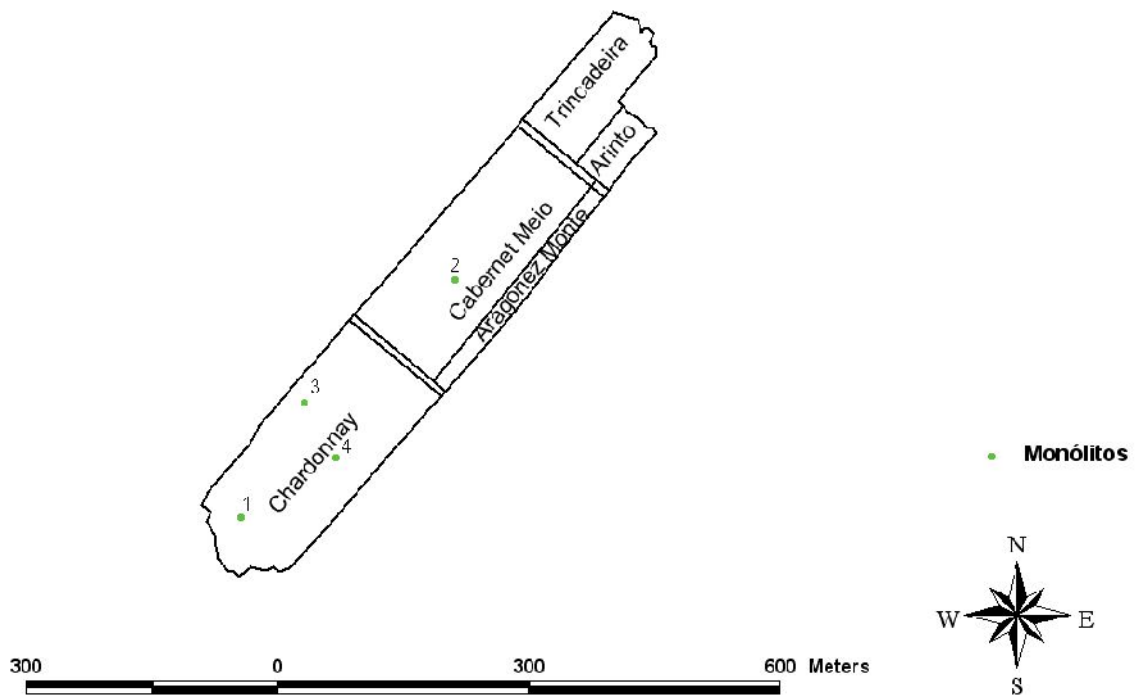 Trincadeira
Arinto
Cabernet Meio
Aragonez Monte
2
3
Chardonnay
4
1
Monólitos
N
W
E
S
300 0 300 600 Meters